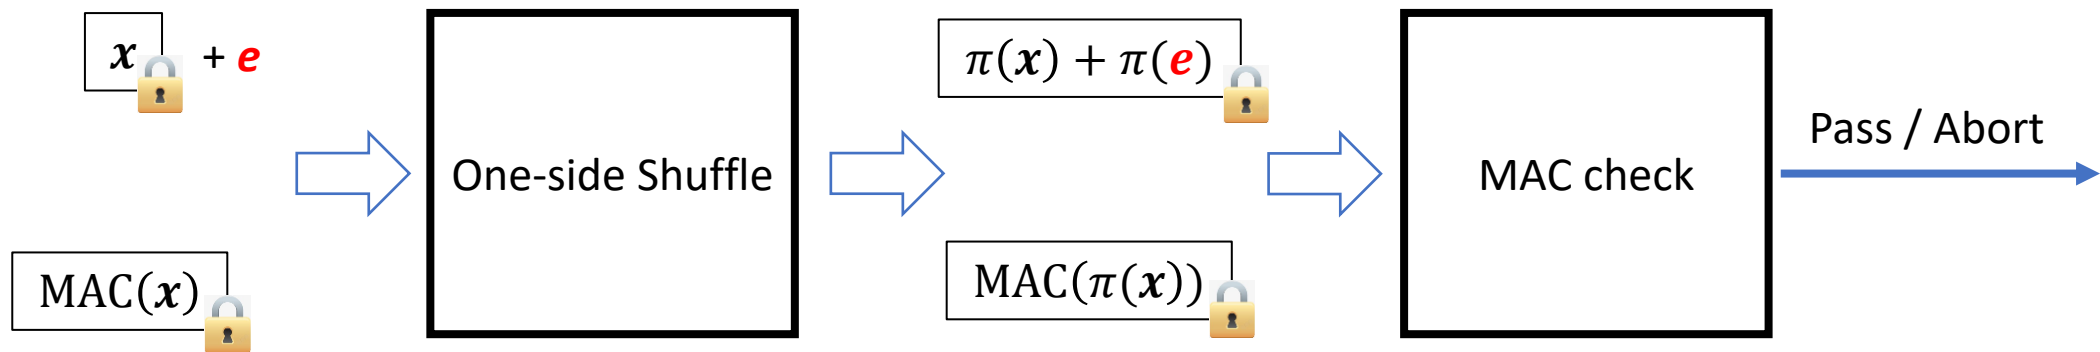 x + e
MAC(x)
One-side Shuffle
π(x) + π(e)
MAC(π(x))
MAC check
Pass / Abort